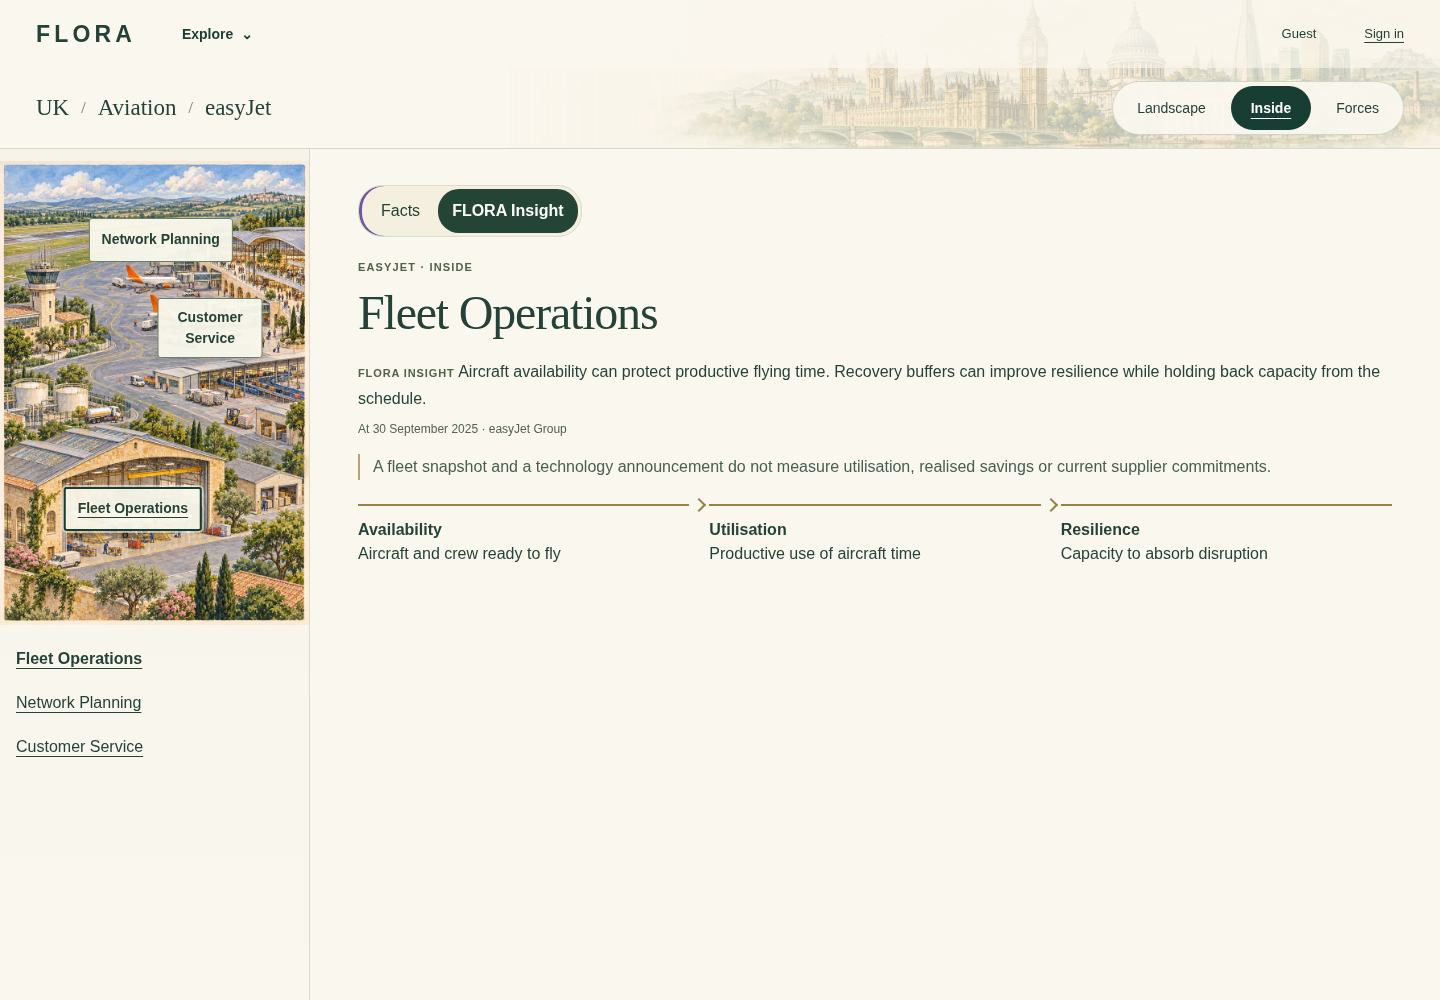 FLORA
Explore
Guest
Sign in
UK / Aviation / easyJet
Landscape
Inside
Forces
Network Planning
Customer
Service
Fleet Operations
Fleet Operations
Network Planning
Customer Service
Facts
FLORA Insight
EASYJET · INSIDE
Fleet Operations
FLORA INSIGHT Aircraft availability can protect productive flying time. Recovery buffers can improve resilience while holding back capacity from the
schedule.
At 30 September 2025 · easyJet Group
A fleet snapshot and a technology announcement do not measure utilisation, realised savings or current supplier commitments.
Availability
Aircraft and crew ready to fly
Utilisation
Productive use of aircraft time
Resilience
Capacity to absorb disruption